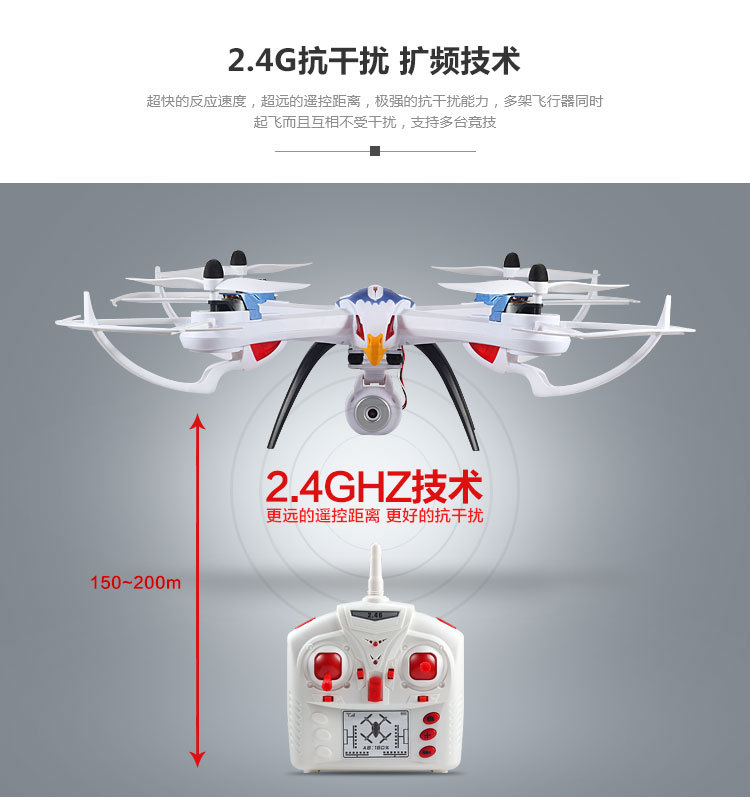 2.4G抗干扰 扩频技术
超快的反应速度，超远的遥控距离，极强的抗干扰能力，多架飞行器同时
起飞而且互相不受干扰，支持多台竟技
2.4GHZ技术
更远的遥控距离 更好的抗干扰
150~200m
2.4G